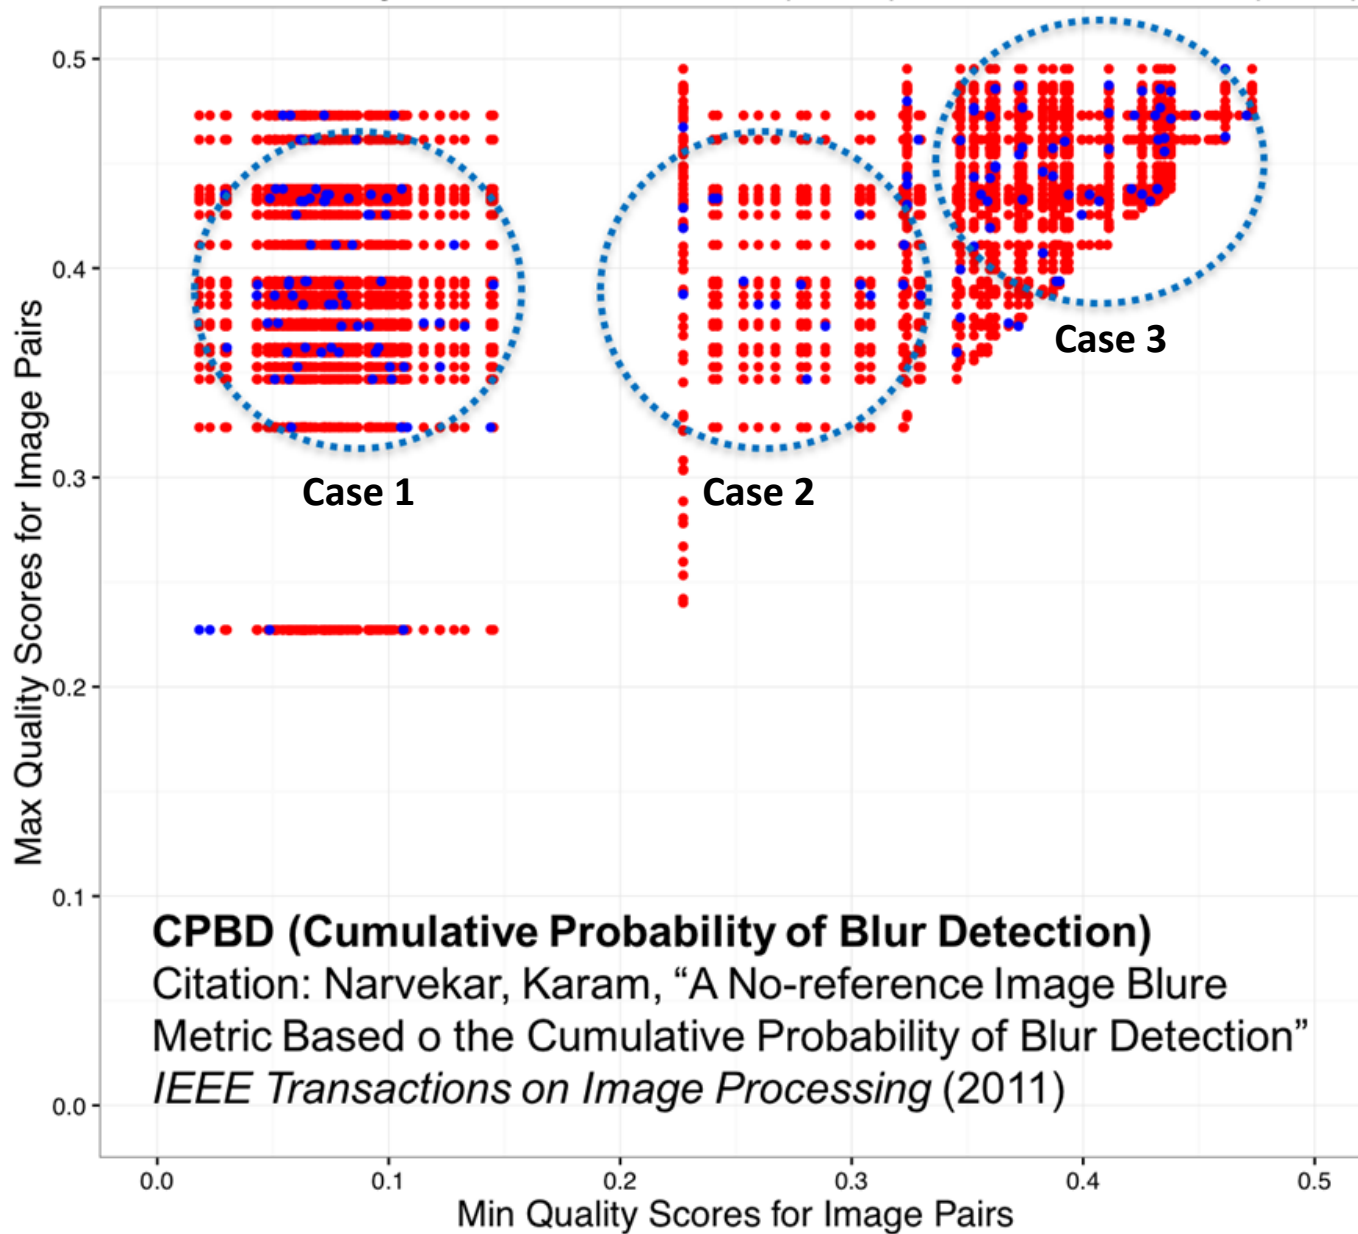 Max Quality Scores for Image Pairs
0.5
0.4
0.3
0.2
0.1
0.0
Case 1
Case 2
Case 3
CPBD (Cumulative Probability of Blur Detection)
Citation: Narvekar, Karam, “A No-reference Image Blure
Metric Based o the Cumulative Probability of Blur Detection”
IEEE Transactions on Image Processing (2011)
0.0 0.1 0.2 0.3 0.4 0.5
Min Quality Scores for Image Pairs